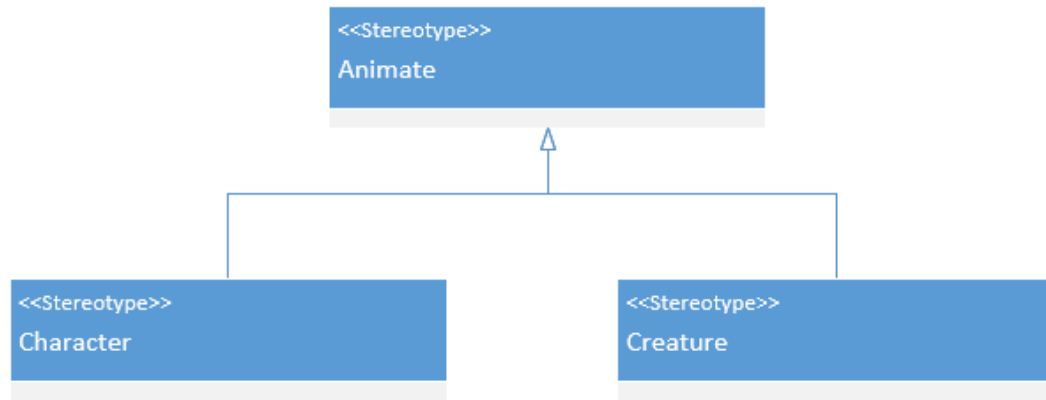 <<Stereotype>>
Animate
<<Stereotype>>
Character
<<Stereotype>>
Creature